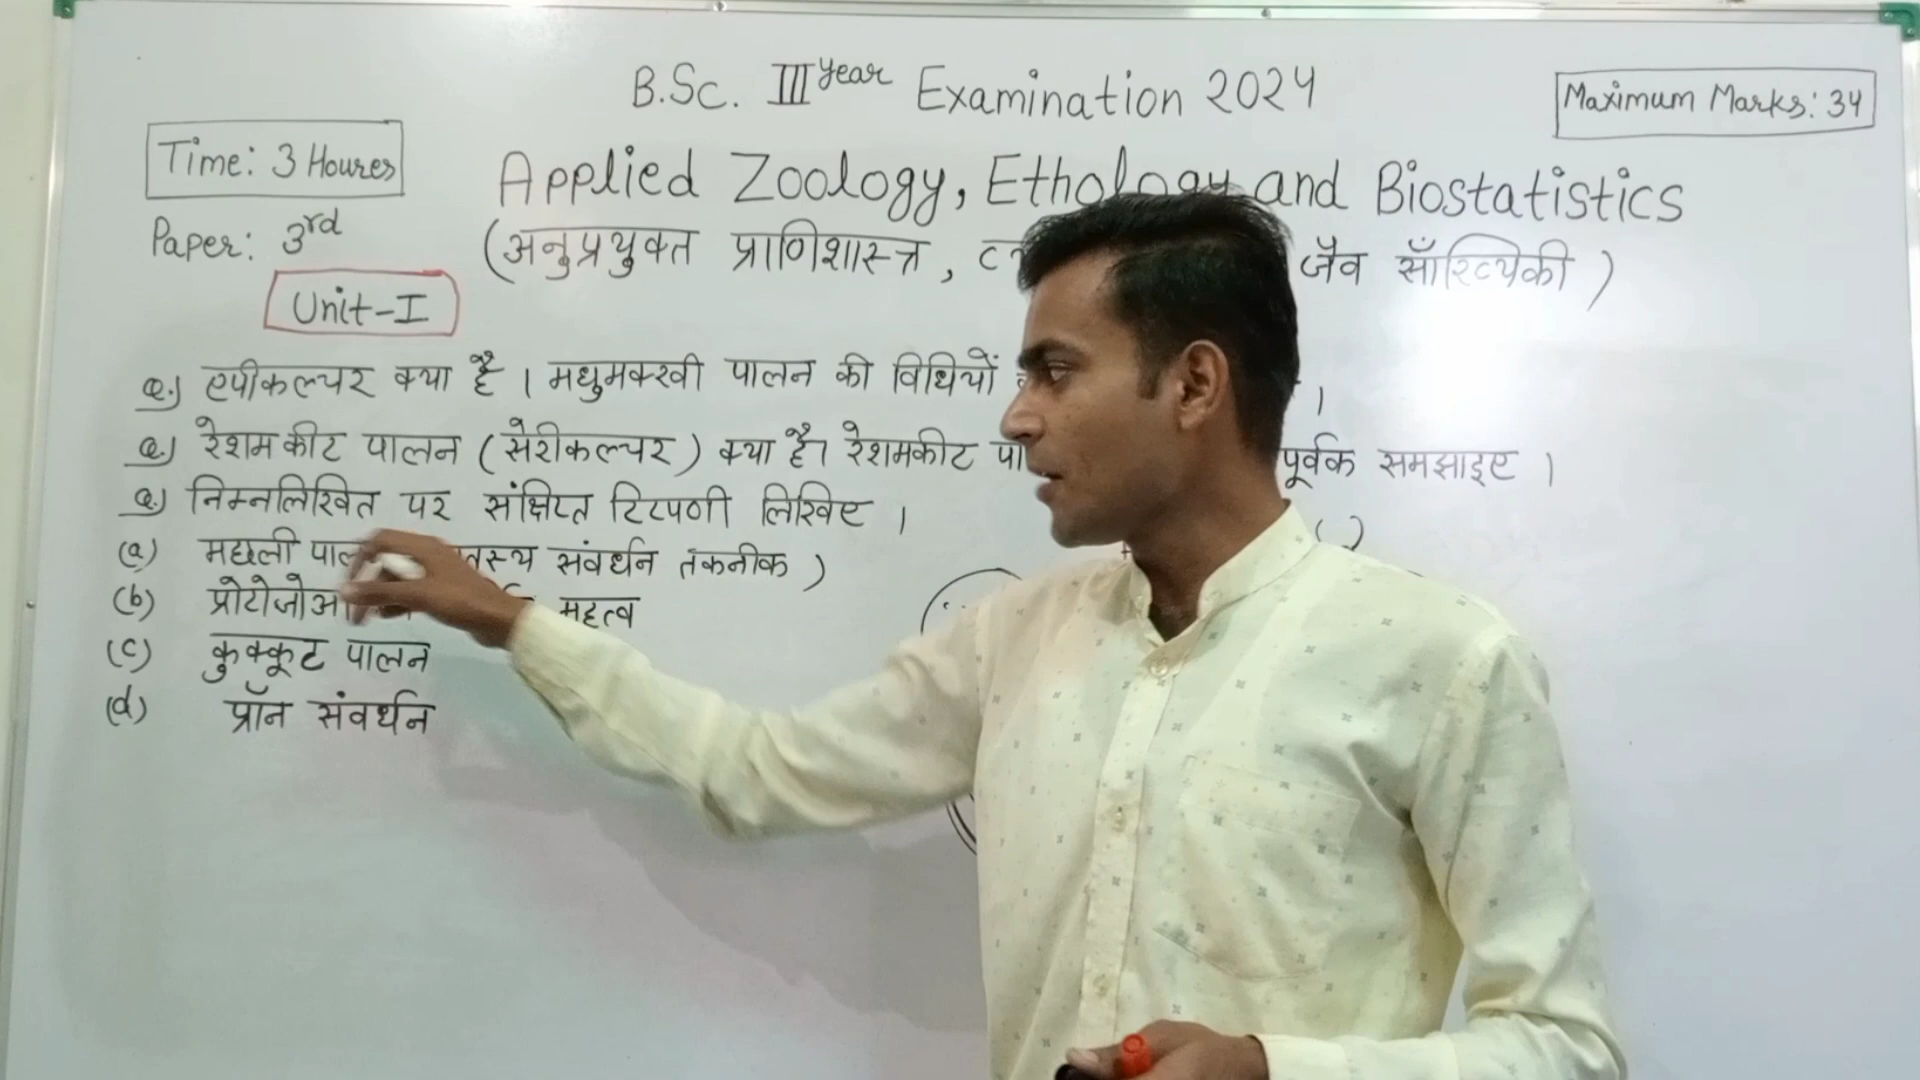 B.Sc. III Year Examination 2024
Maximum Marks: 34
Time: 3 Houres
Applied Zoology, Ethology and Biostatistics
Paper: 3rd
(अनुप्रयुक्त प्राणिशास्त्र, जैव साँख्यिकी)
Unit-I
Q.) एपीकल्चर क्या है । मधुमक्खी पालन की विधियों ।
Q.) रेशमकीट पालन (सेरीकल्चर) क्या है। रेशमकीट पूर्वक समझाइए ।
Q.) निम्नलिखित पर संक्षिप्त टिप्पणी लिखिए ।
(a) मछली संवर्धन तकनीक)
(b) महत्व
(c) कुक्कूट पालन
(d) प्रॉन संवर्धन